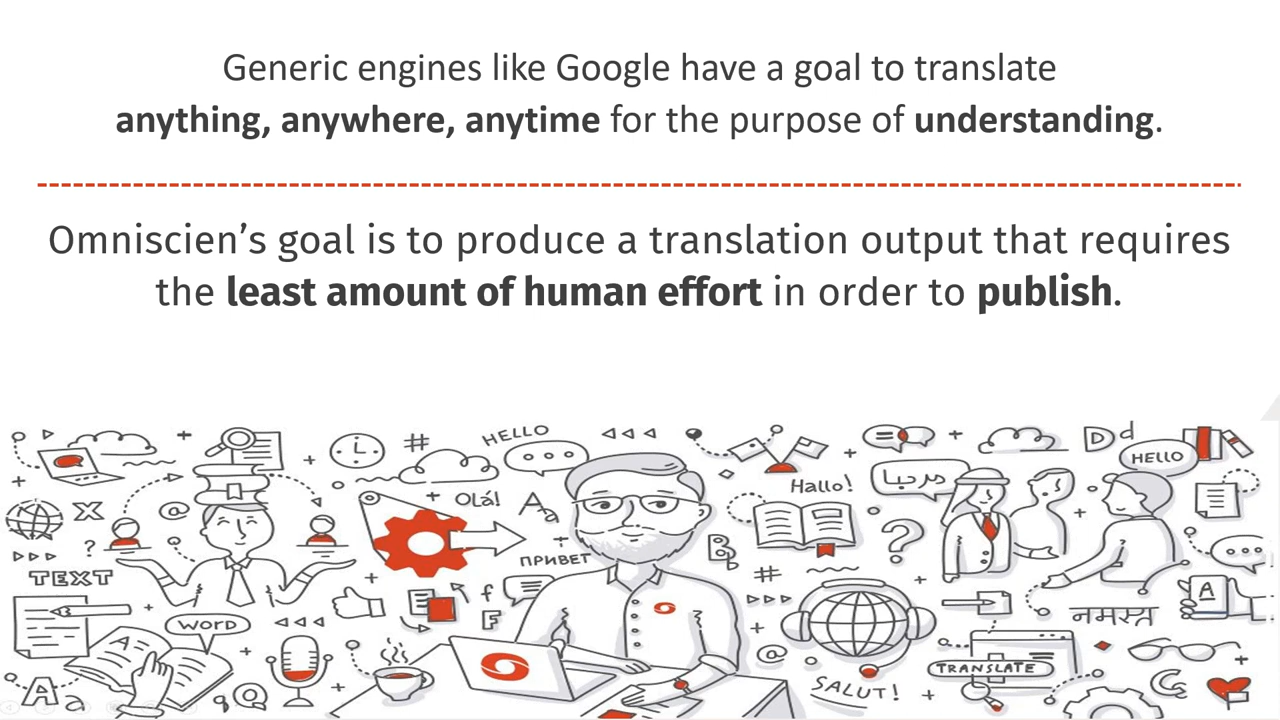 Generic engines like Google have a goal to translate
anything, anywhere, anytime for the purpose of understanding.
Omniscien’s goal is to produce a translation output that requires
the least amount of human effort in order to publish.
HELLO
D d
HELLO
Olá!
Hallo!
مرحبا
X
@
A a
?
?
ПРИВЕТ
B
TEXT
#
#
f
F
नमस्त
A
WORD
A
@
TRANSLATE
SALUT!
A